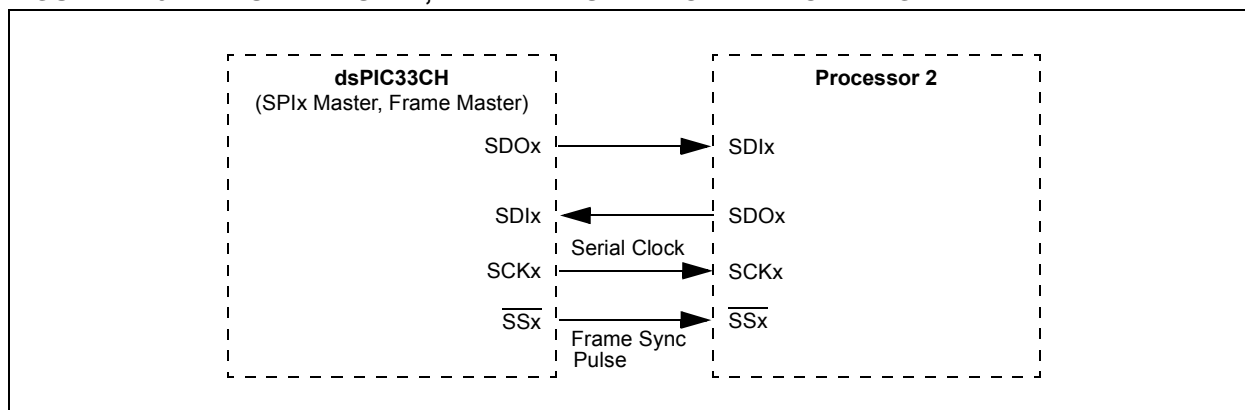 dsPIC33CH
(SPIx Master, Frame Master)
Processor 2
SDOx
SDIx
SDIx
SDOx
Serial Clock
SCKx
SCKx
SSx
SSx
Frame Sync
Pulse